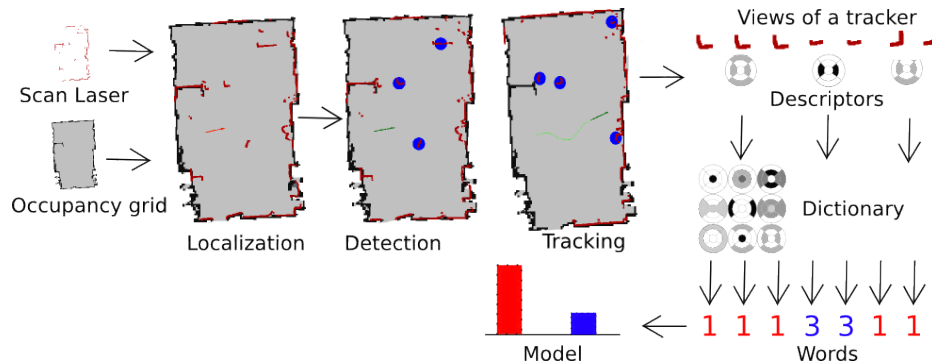 Views of a tracker
Scan Laser
Descriptors
Occupancy grid
Dictionary
Localization
Detection
Tracking
1 1 1 3 3 1 1
Model
Words